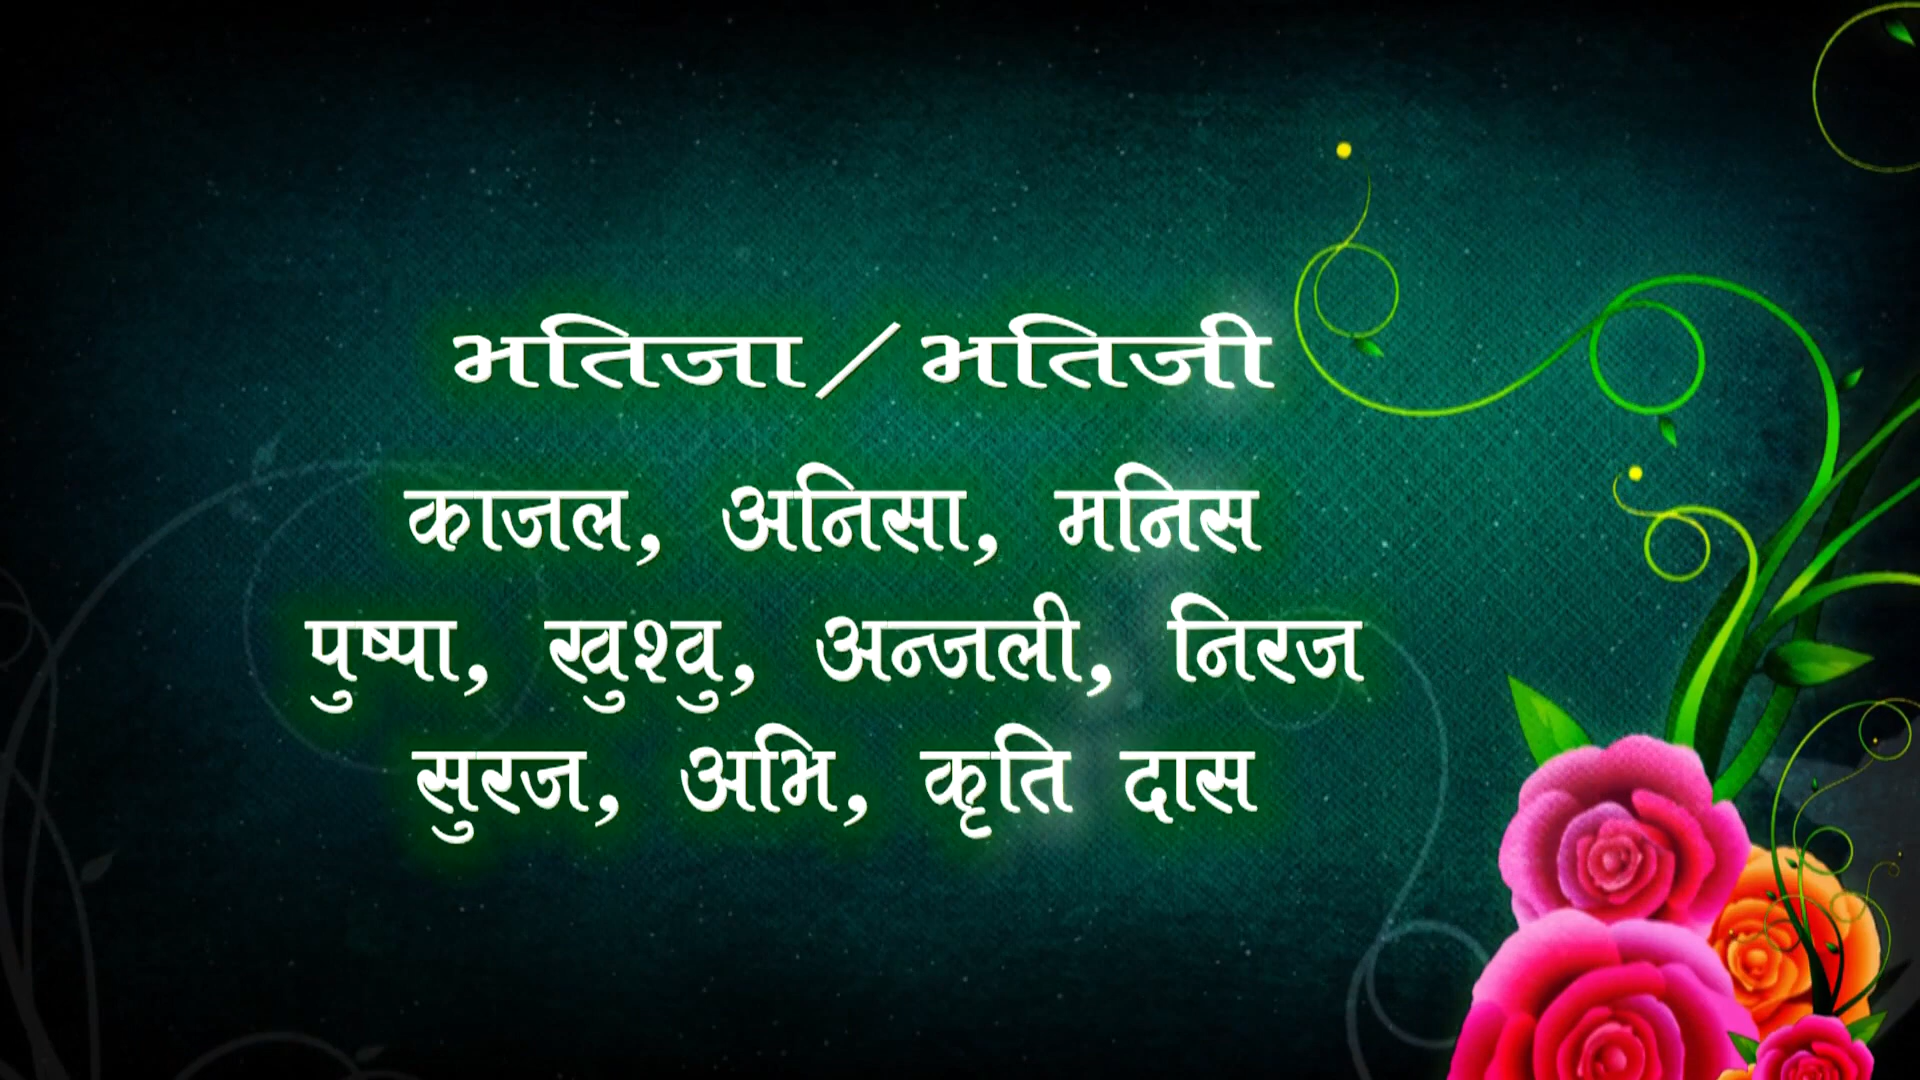 भतिजा/भतिजी
काजल, अनिसा, मनिस
पुष्पा, खुश्वु, अन्जली, निरज
सुरज, अभि, कृति दास